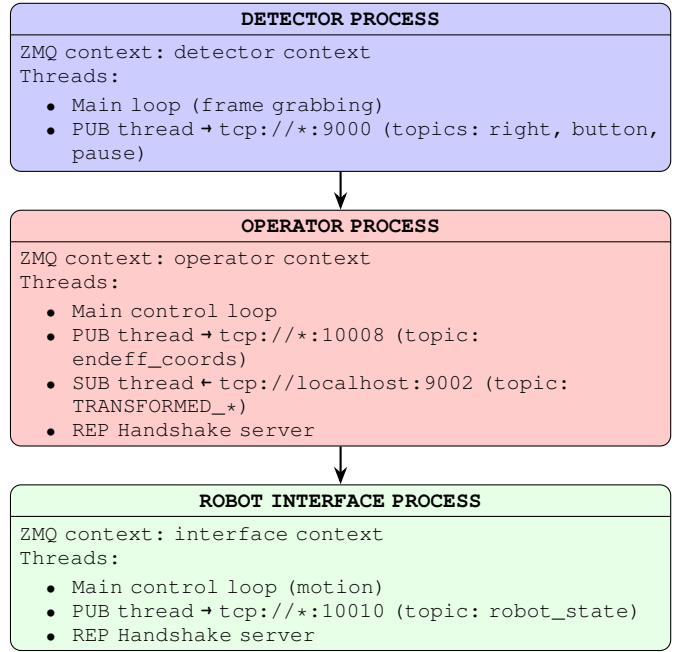 DETECTOR PROCESS
ZMQ context: detector context
Threads:
• Main loop (frame grabbing)
• PUB thread → tcp://*:9000 (topics: right, button,
pause)
OPERATOR PROCESS
ZMQ context: operator context
Threads:
• Main control loop
• PUB thread → tcp://*:10008 (topic:
endeff_coords)
• SUB thread ← tcp://localhost:9002 (topic:
TRANSFORMED_*)
• REP Handshake server
ROBOT INTERFACE PROCESS
ZMQ context: interface context
Threads:
• Main control loop (motion)
• PUB thread → tcp://*:10010 (topic: robot_state)
• REP Handshake server